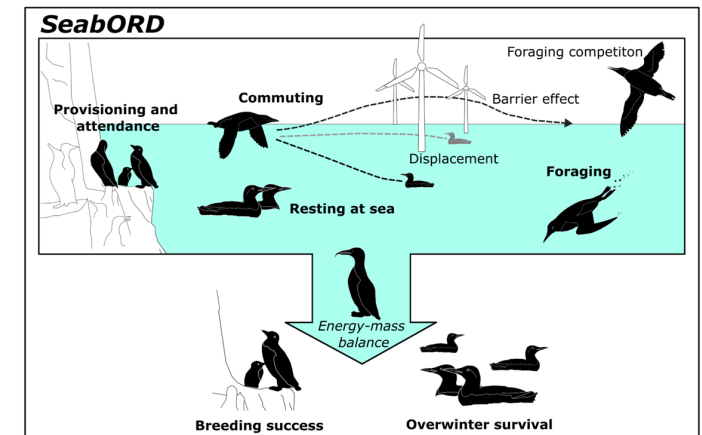 SeabORD
Foraging competiton
Commuting
Barrier effect
Provisioning and
attendance
Displacement
Foraging
Resting at sea
Energy-mass
balance
Breeding success
Overwinter survival